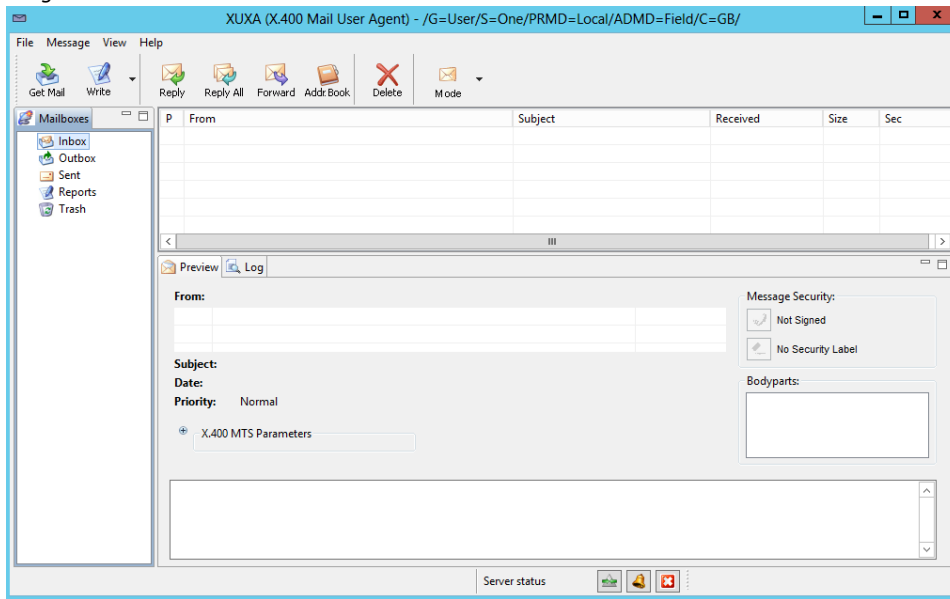 XUXA (X.400 Mail User Agent) - /G=User/S=One/PRMD=Local/ADMD=Field/C=GB/
File Message View Help
Get Mail Write Reply Reply All Forward Addr.Book Delete Mode
Mailboxes
P From Subject Received Size Sec
Inbox
Outbox
Sent
Reports
Trash
Preview Log
From:
Message Security:
Not Signed
No Security Label
Subject:
Date:
Priority: Normal
Bodyparts:
X.400 MTS Parameters
Server status